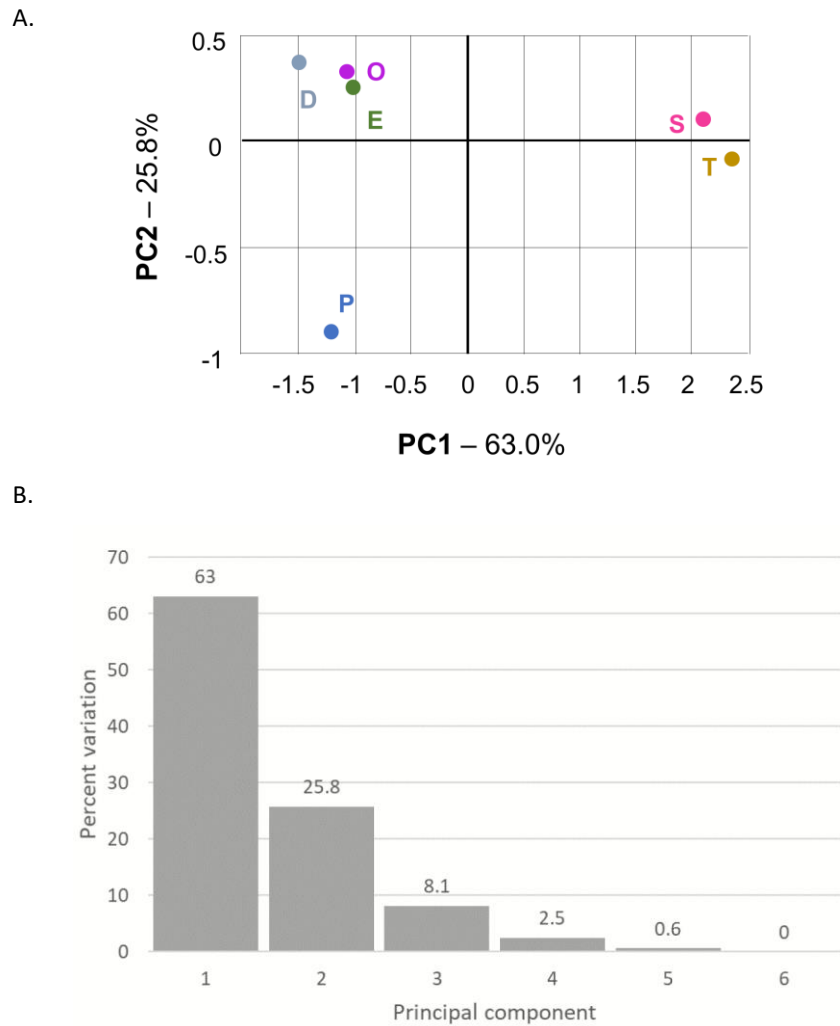 A.
0.5
D
O
E
S
0
T
-0.5
P
-1
PC2 – 25.8%
-1.5 -1 -0.5 0 0.5 1 1.5 2 2.5
PC1 – 63.0%
B.
70
63
60
50
40
30
25.8
20
10
8.1
2.5
0.6
0
0
Percent variation
1 2 3 4 5 6
Principal component